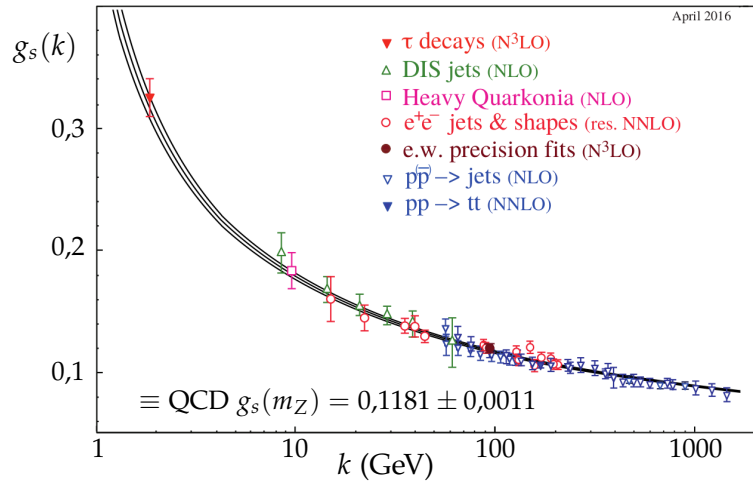 April 2016
g_s(k)
τ decays (N³LO)
DIS jets (NLO)
Heavy Quarkonia (NLO)
e⁺e⁻ jets & shapes (res. NNLO)
e.w. precision fits (N³LO)
p(p̄) –> jets (NLO)
pp –> tt (NNLO)
0,3
0,2
0,1
≡ QCD g_s(m_Z) = 0,1181 ± 0,0011
1 10 100 1000
k (GeV)